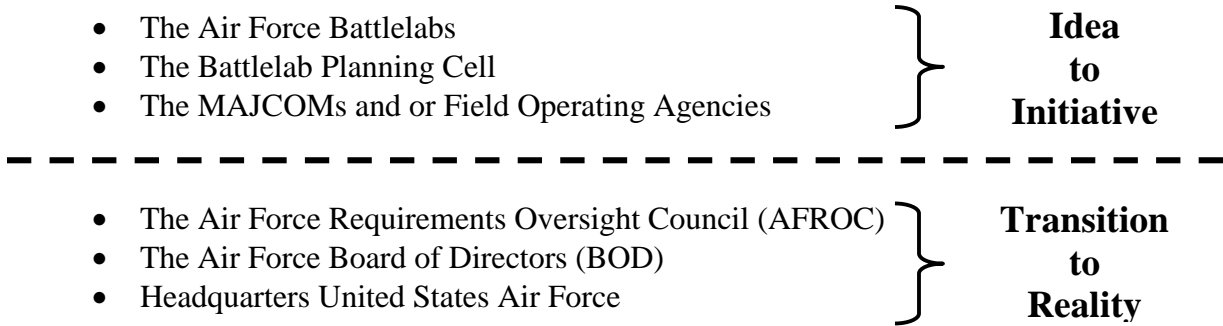 • The Air Force Battlelabs
• The Battlelab Planning Cell
• The MAJCOMs and or Field Operating Agencies
Idea
to
Initiative
• The Air Force Requirements Oversight Council (AFROC)
• The Air Force Board of Directors (BOD)
• Headquarters United States Air Force
Transition
to
Reality